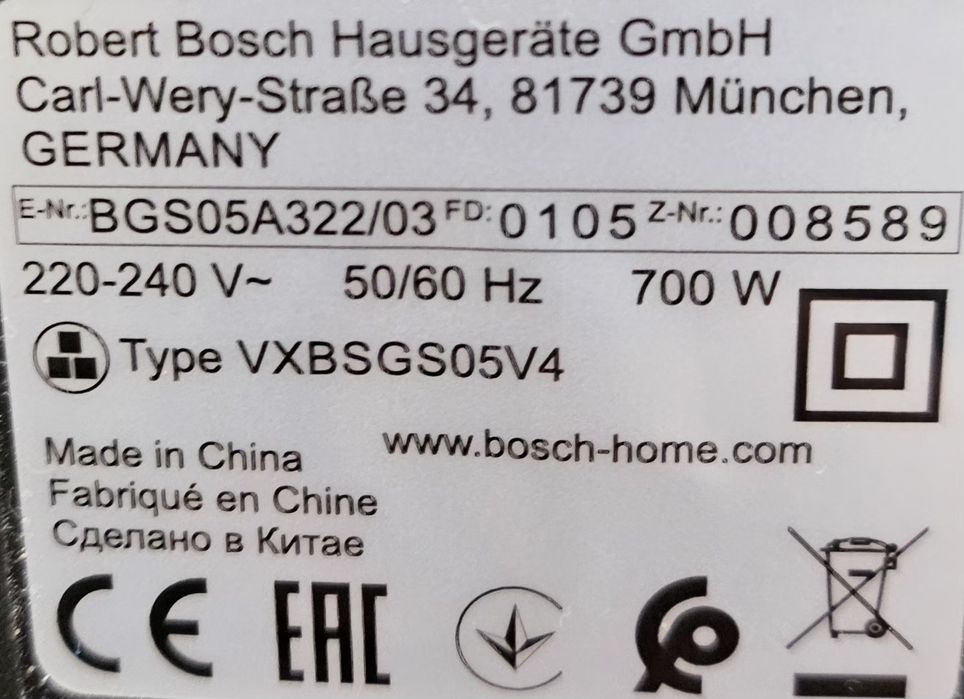 Robert Bosch Hausgeräte GmbH
Carl-Wery-Straße 34, 81739 München,
GERMANY
E-Nr.:BGS05A322/03 FD:0105 Z-Nr.:008589
220-240 V~ 50/60 Hz 700 W
Type VXBSGS05V4
www.bosch-home.com
Made in China
Fabriqué en Chine
Сделано в Китае
CE EAC